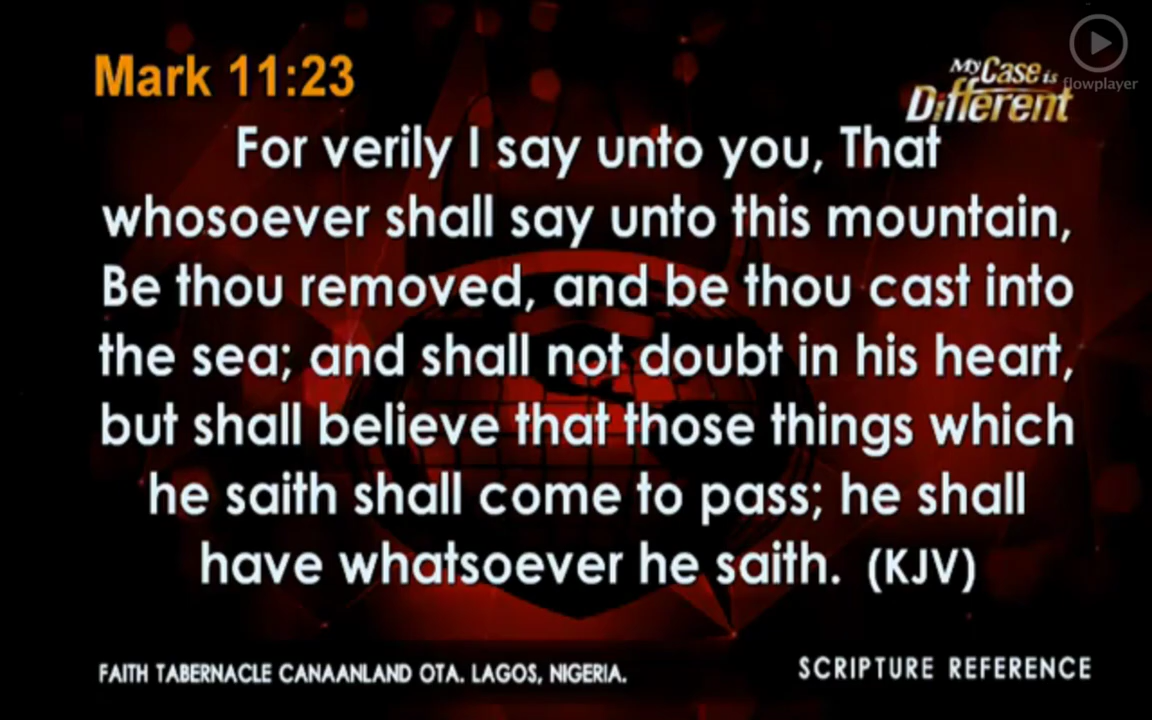 Mark 11:23
My Case is
Different
flowplayer
For verily I say unto you, That
whosoever shall say unto this mountain,
Be thou removed, and be thou cast into
the sea; and shall not doubt in his heart,
but shall believe that those things which
he saith shall come to pass; he shall
have whatsoever he saith. (KJV)
FAITH TABERNACLE CANAANLAND OTA. LAGOS, NIGERIA.
SCRIPTURE REFERENCE